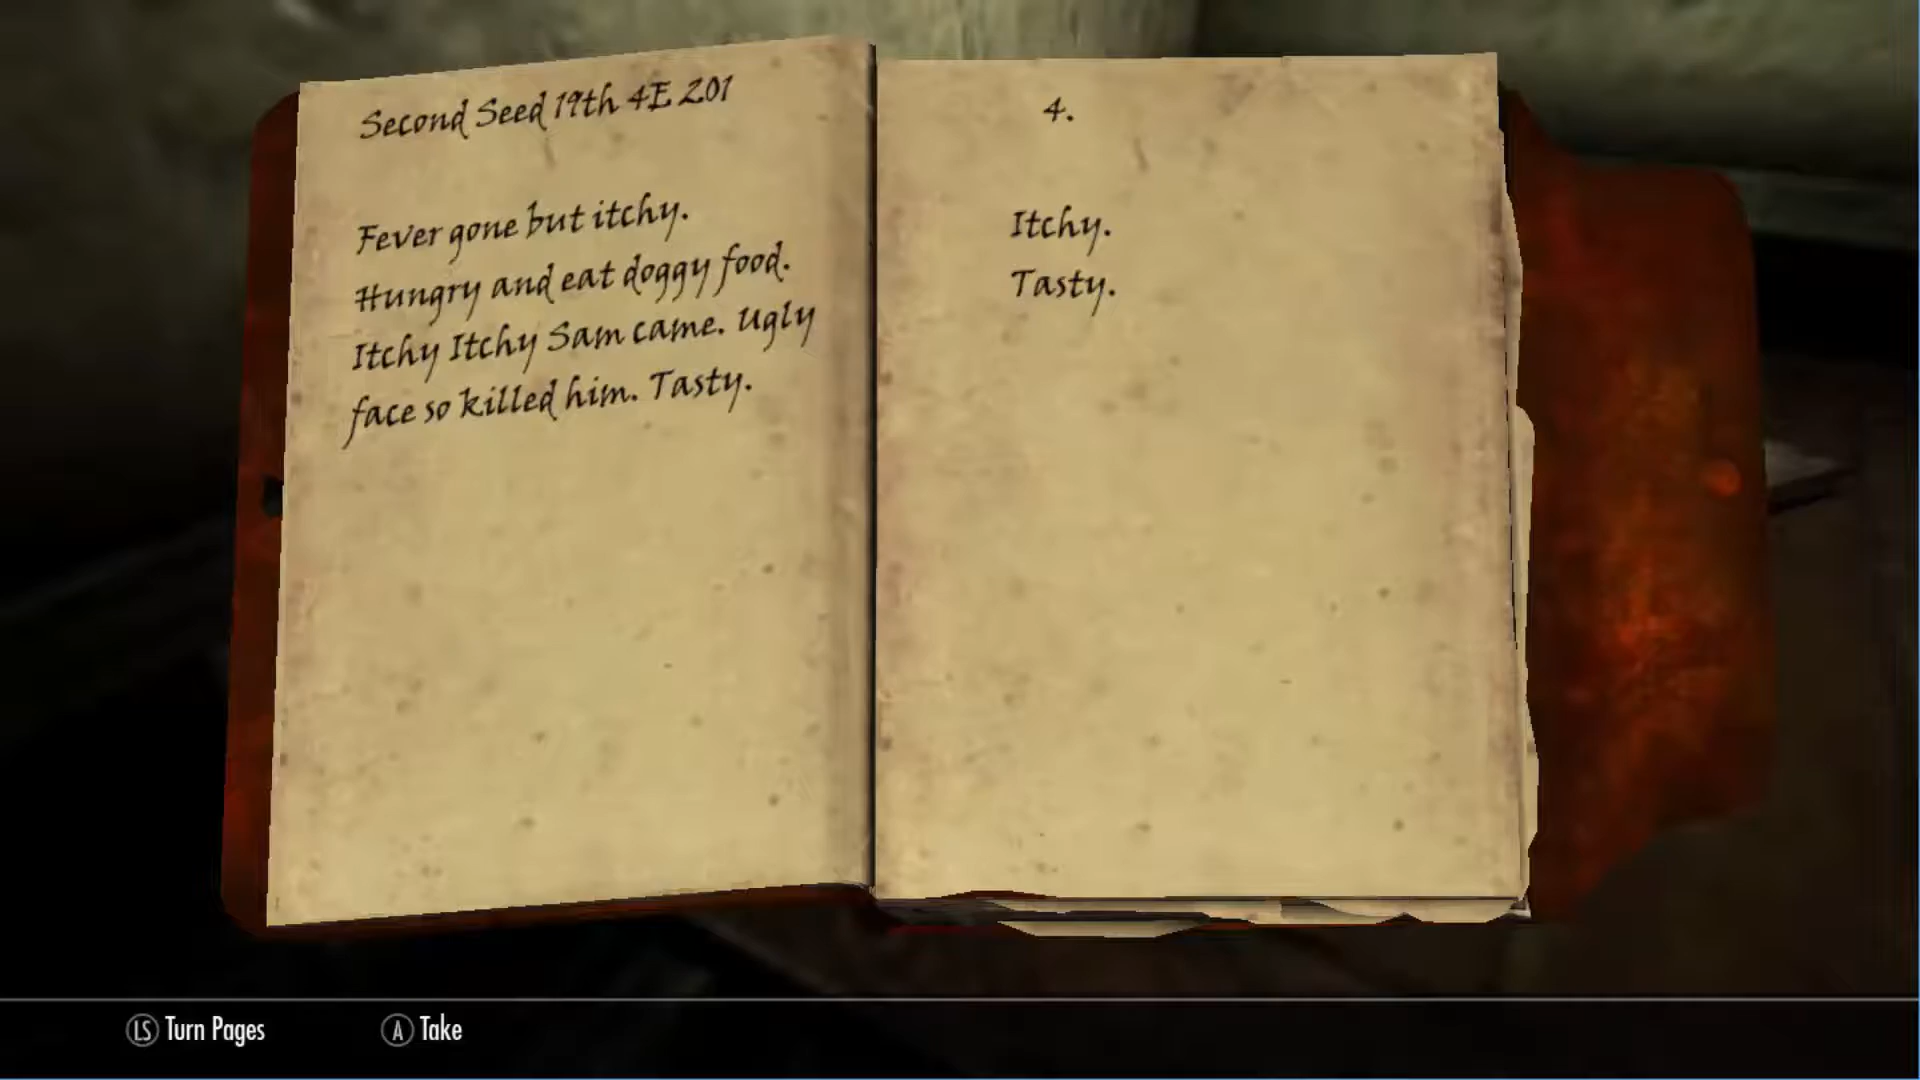 Second Seed 19th 4E 201
Fever gone but itchy.
Hungry and eat doggy food.
Itchy Itchy Sam came. Ugly
face so killed him. Tasty.
4.
Itchy.
Tasty.
LS Turn Pages
A Take